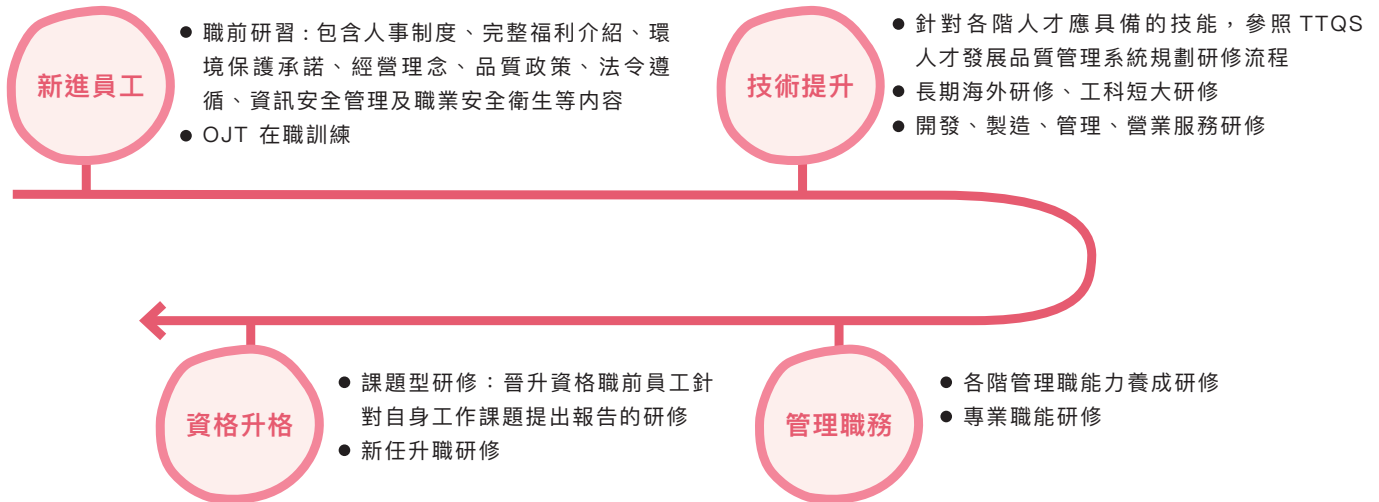 新進員工
● 職前研習：包含人事制度、完整福利介紹、環
境保護承諾、經營理念、品質政策、法令遵
循、資訊安全管理及職業安全衛生等內容
● OJT 在職訓練
技術提升
● 針對各階人才應具備的技能，參照 TTQS
人才發展品質管理系統規劃研修流程
● 長期海外研修、工科短大研修
● 開發、製造、管理、營業服務研修
管理職務
● 各階管理職能力養成研修
● 專業職能研修
資格升格
● 課題型研修：晉升資格職前員工針
對自身工作課題提出報告的研修
● 新任升職研修